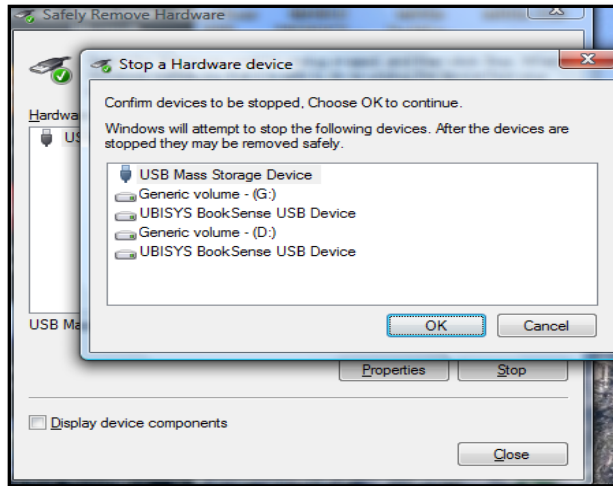 Safely Remove Hardware
Stop a Hardware device
Confirm devices to be stopped, Choose OK to continue.
Windows will attempt to stop the following devices. After the devices are
stopped they may be removed safely.
USB Mass Storage Device
Generic volume - (G:)
UBISYS BookSense USB Device
Generic volume - (D:)
UBISYS BookSense USB Device
OK Cancel
Hardwa
US
USB Ma
Properties Stop
Display device components
Close